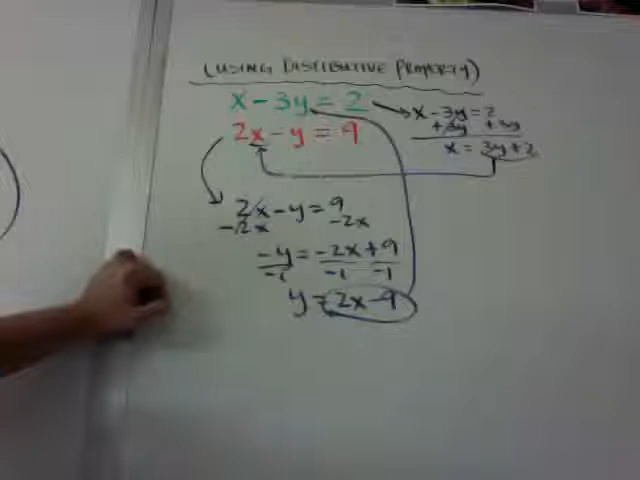 (USING DISTIBUTIVE PROPERTY)
x - 3y = 2
2x - y = 9
x - 3y = 2
+3y +3y
x = 3y + 2
2x - y = 9
-2x -2x
-y = -2x + 9
-1 -1 -1
y = 2x - 9